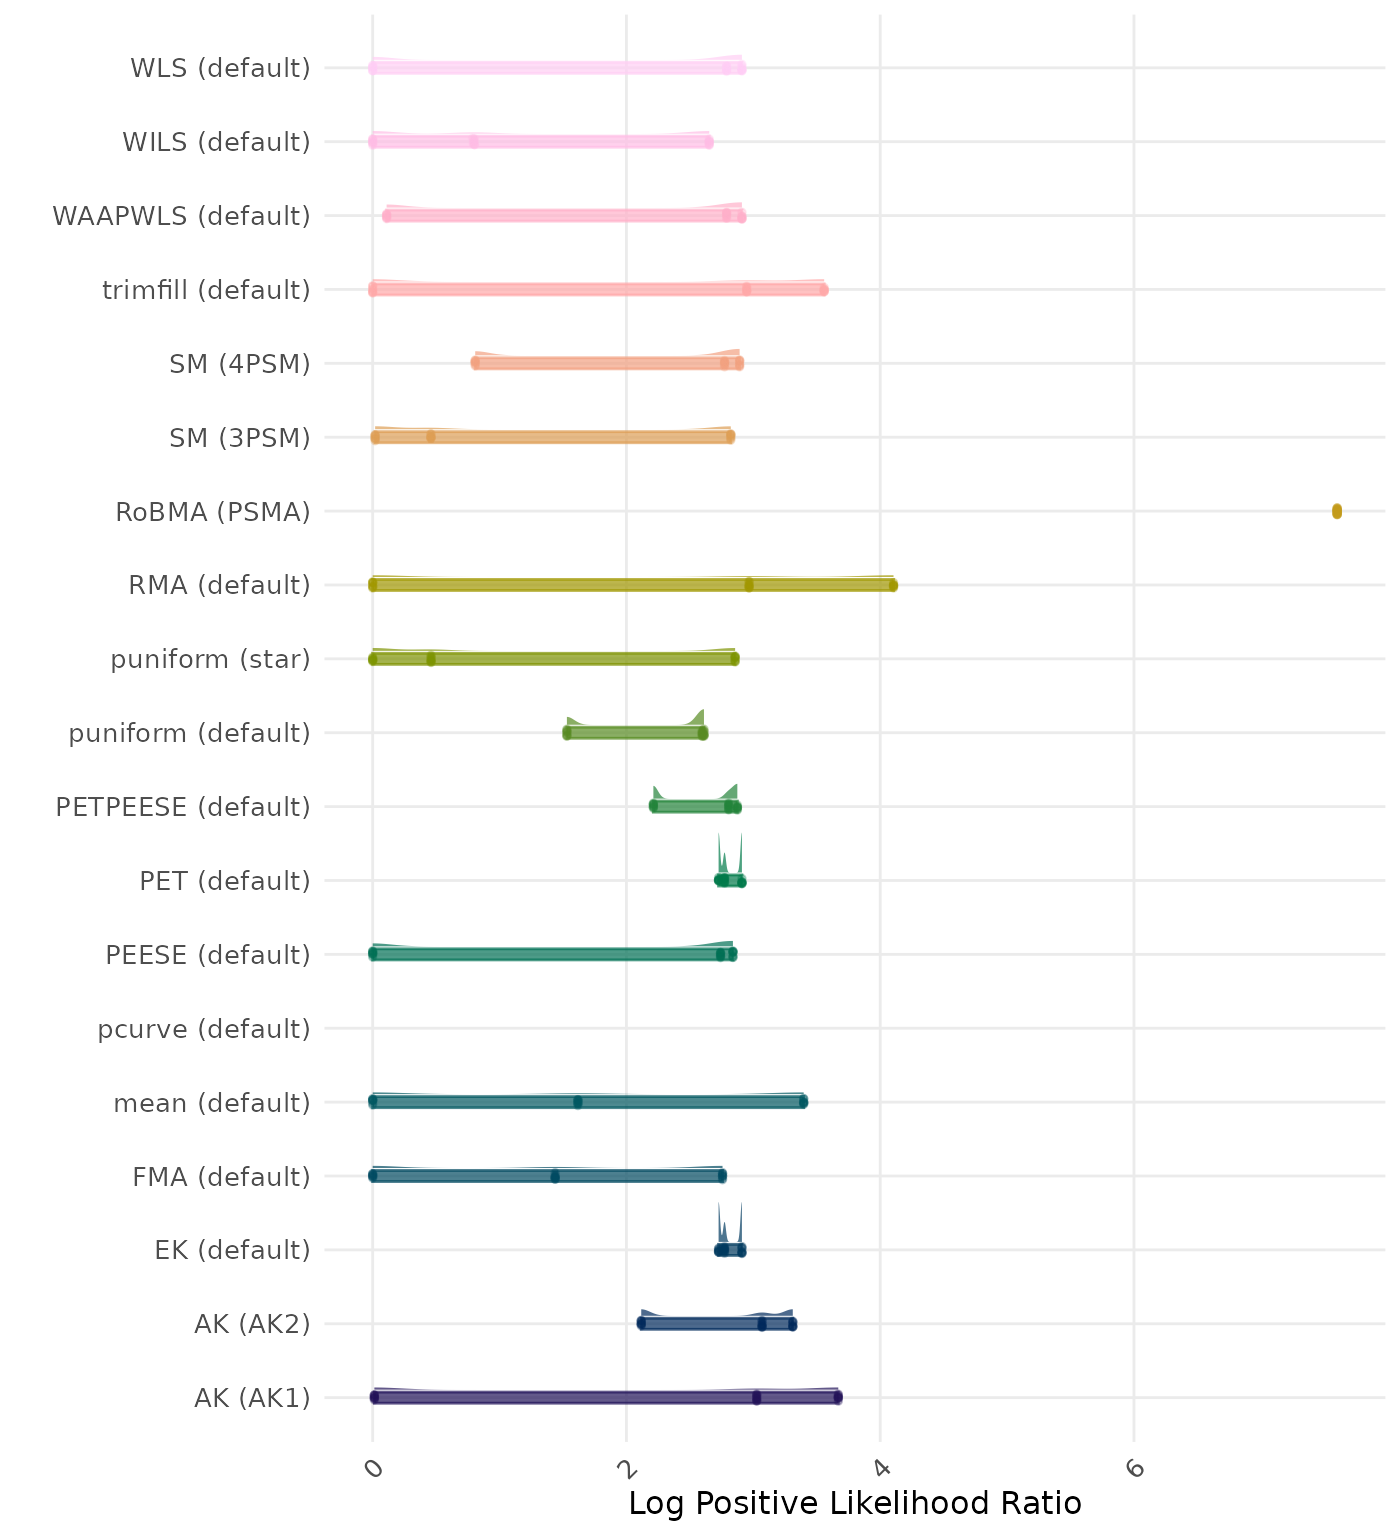 WLS (default)
WILS (default)
WAAPWLS (default)
trimfill (default)
SM (4PSM)
SM (3PSM)
RoBMA (PSMA)
RMA (default)
puniform (star)
puniform (default)
PETPEESE (default)
PET (default)
PEESE (default)
pcurve (default)
mean (default)
FMA (default)
EK (default)
AK (AK2)
AK (AK1)
0 2 4 6
Log Positive Likelihood Ratio